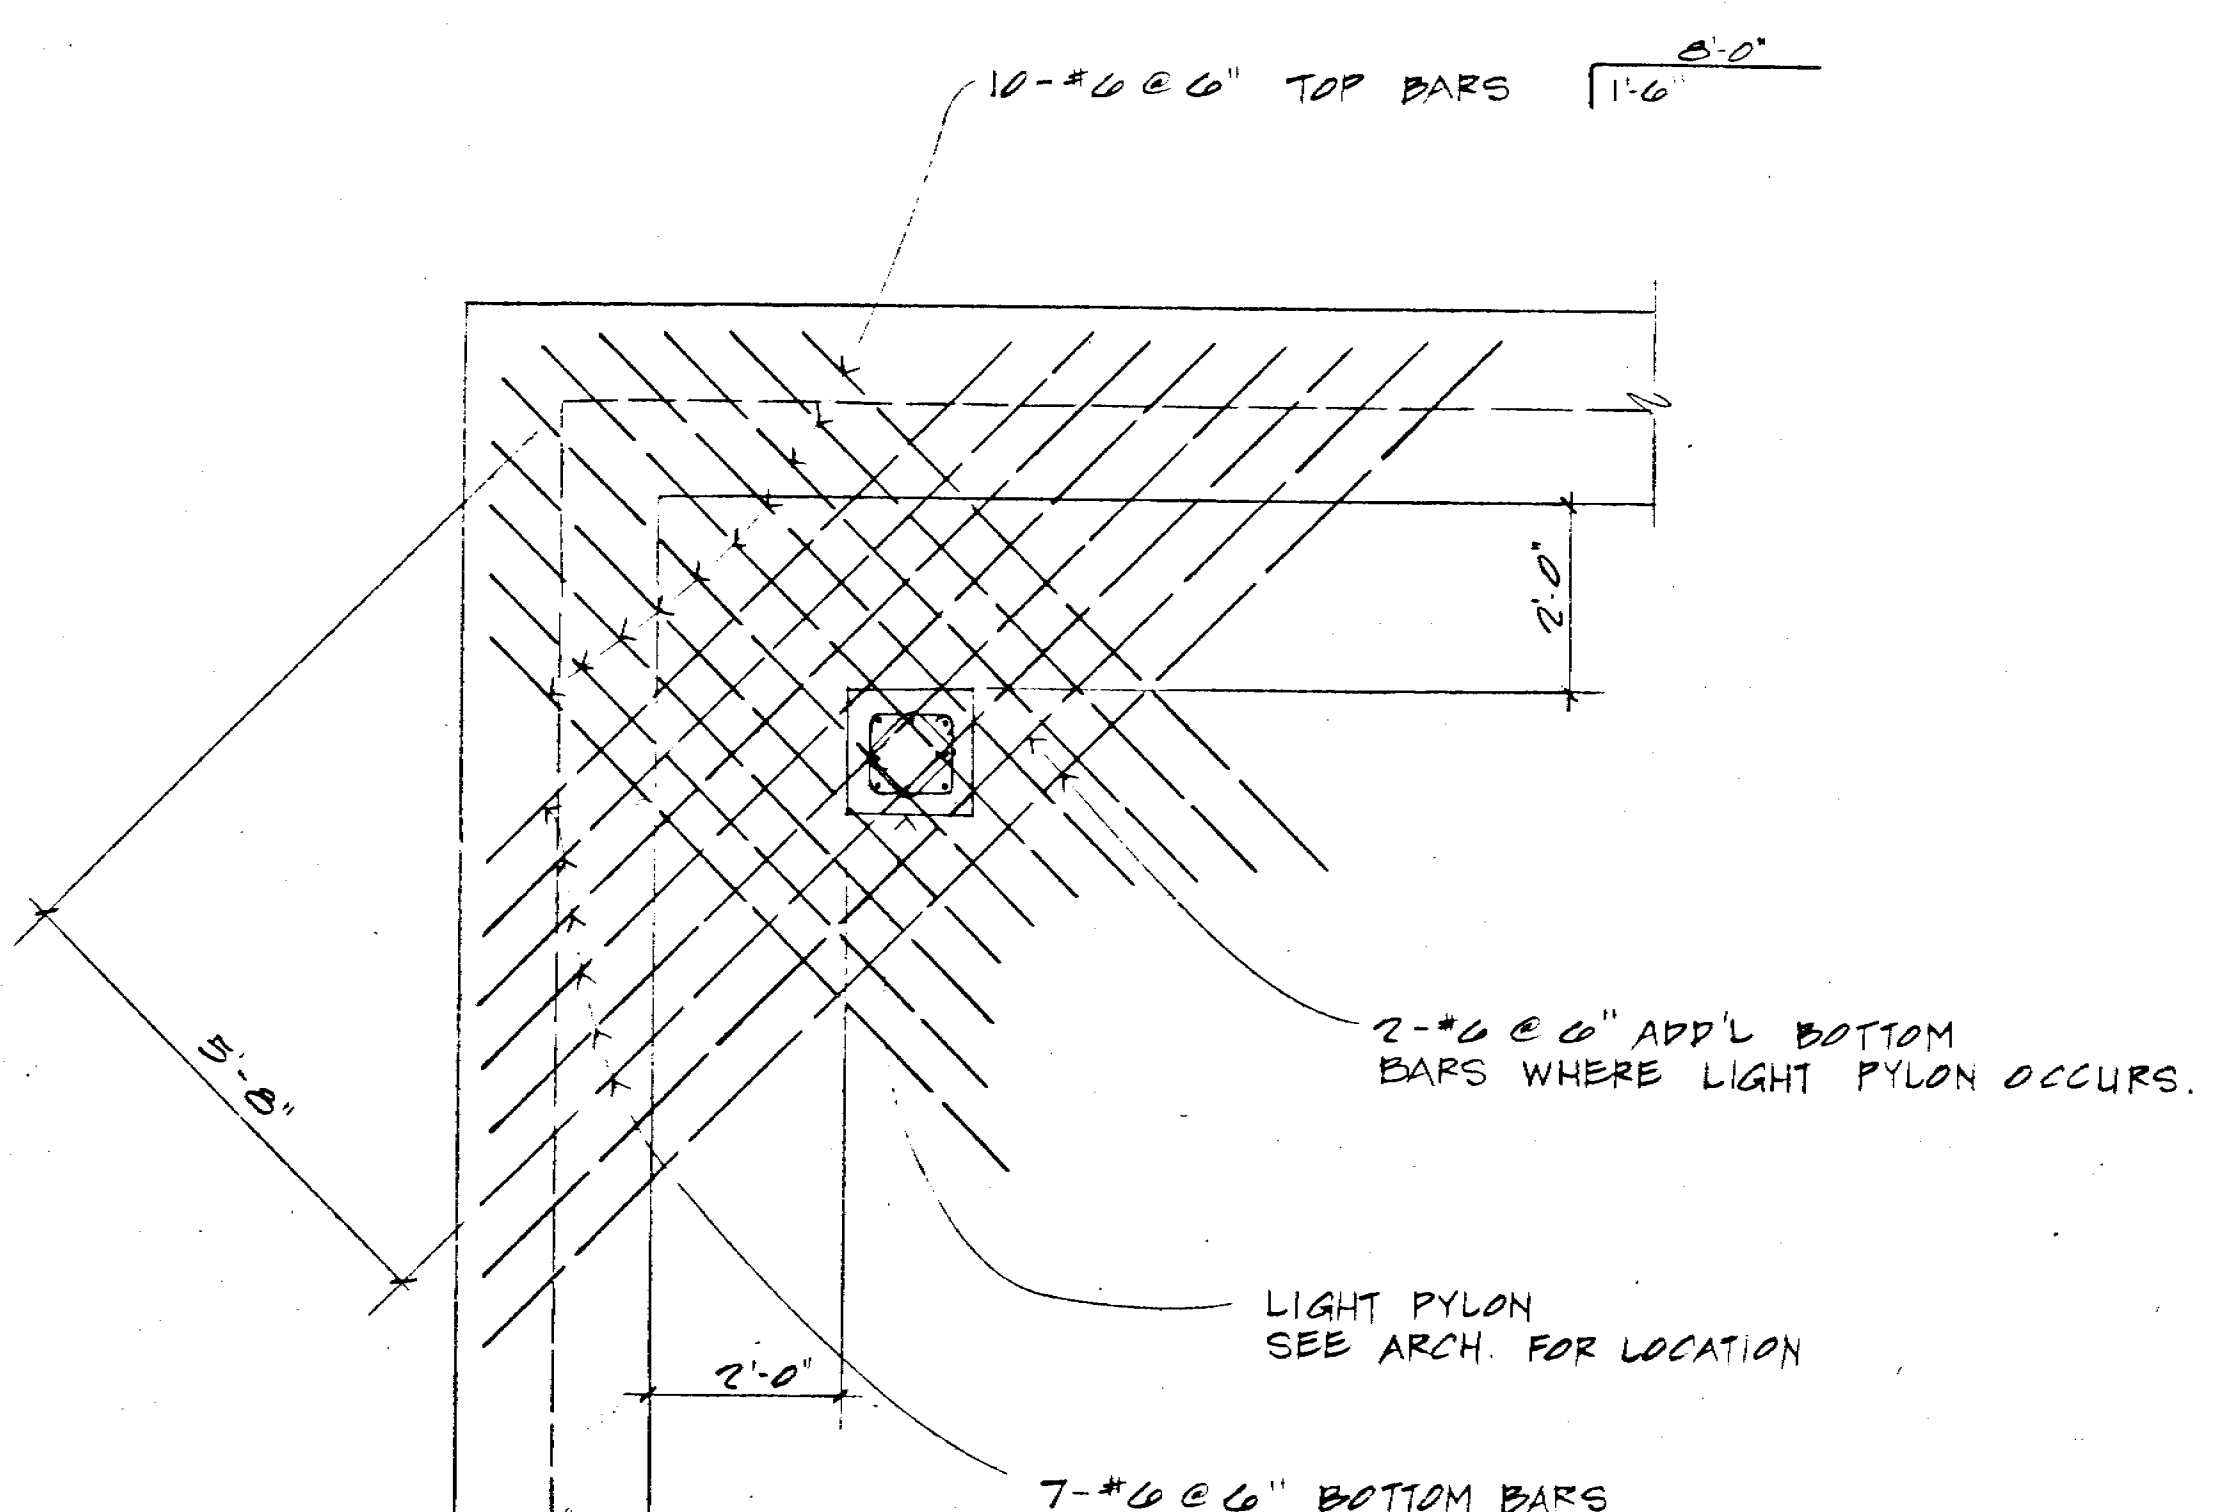 8'-0"
10-#6 @ 6" TOP BARS 1'-6"
2'-0"
5'-8"
2-#6 @ 6" ADD'L BOTTOM
BARS WHERE LIGHT PYLON OCCURS.
LIGHT PYLON
SEE ARCH. FOR LOCATION
2'-0"
7-#6 @ 6" BOTTOM BARS